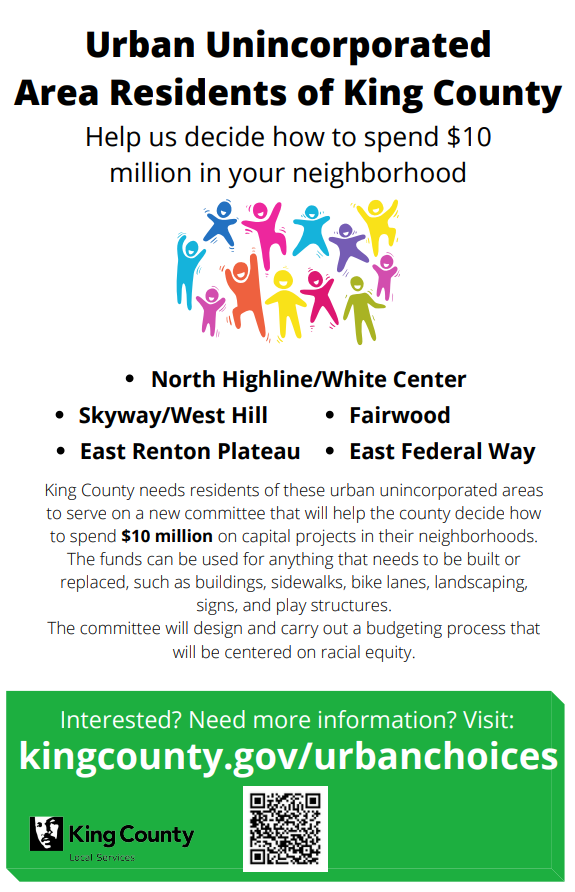 Urban Unincorporated
Area Residents of King County
Help us decide how to spend $10
million in your neighborhood
• North Highline/White Center
• Skyway/West Hill • Fairwood
• East Renton Plateau • East Federal Way
King County needs residents of these urban unincorporated areas
to serve on a new committee that will help the county decide how
to spend $10 million on capital projects in their neighborhoods.
The funds can be used for anything that needs to be built or
replaced, such as buildings, sidewalks, bike lanes, landscaping,
signs, and play structures.
The committee will design and carry out a budgeting process that
will be centered on racial equity.
Interested? Need more information? Visit:
kingcounty.gov/urbanchoices
King County
Local Services